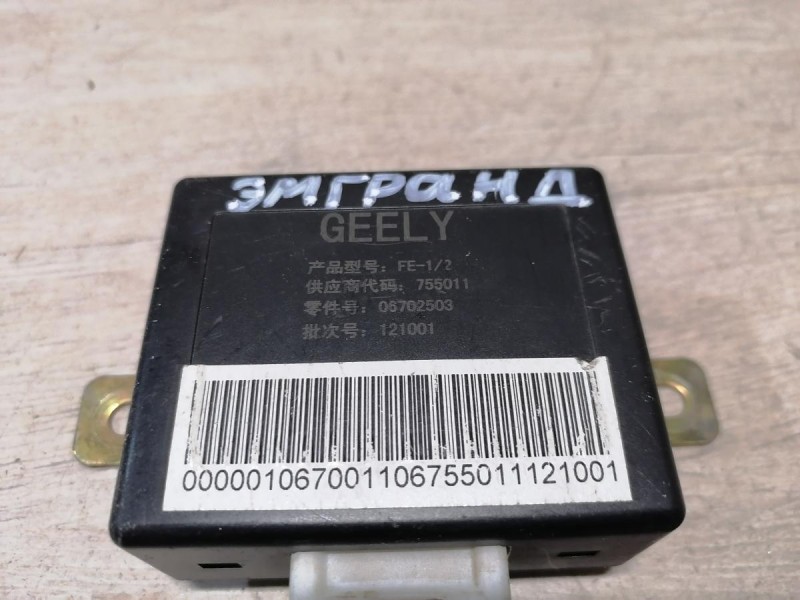 эмгранд
GEELY
产品型号: FE-1/2
供应商代码: 755011
零件号: 06702503
批次号: 121001
000001067001106755011121001